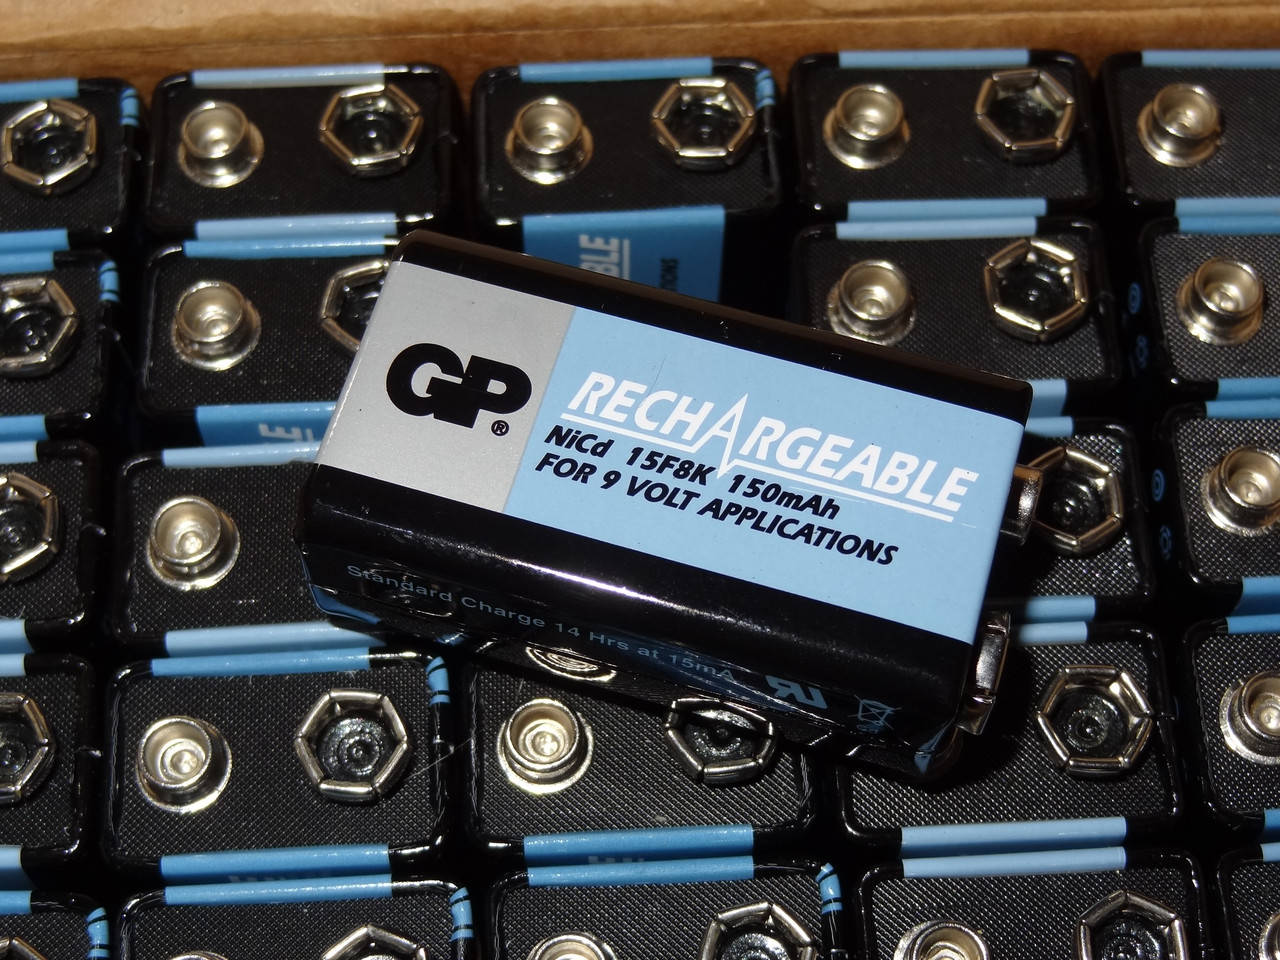 GP®
RECHARGEABLE
NiCd 15F8K 150mAh
FOR 9 VOLT APPLICATIONS
Standard Charge 14 Hrs at 15mA